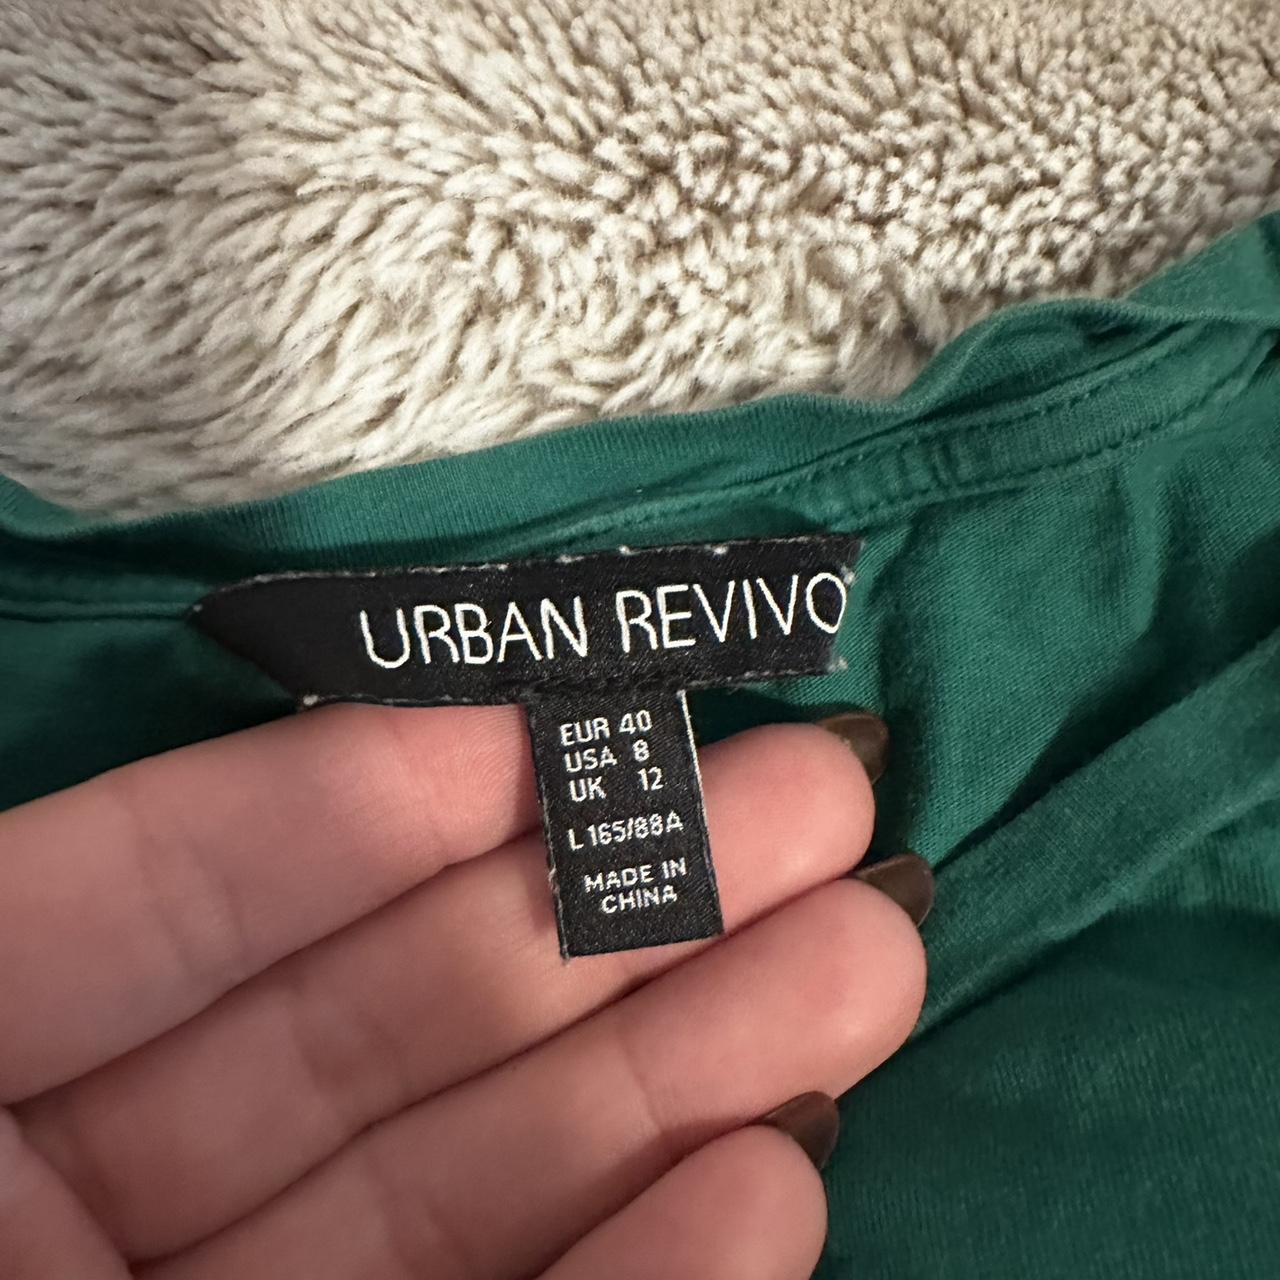 URBAN REVIVO
EUR 40
USA 8
UK 12
L 165/88A
MADE IN
CHINA